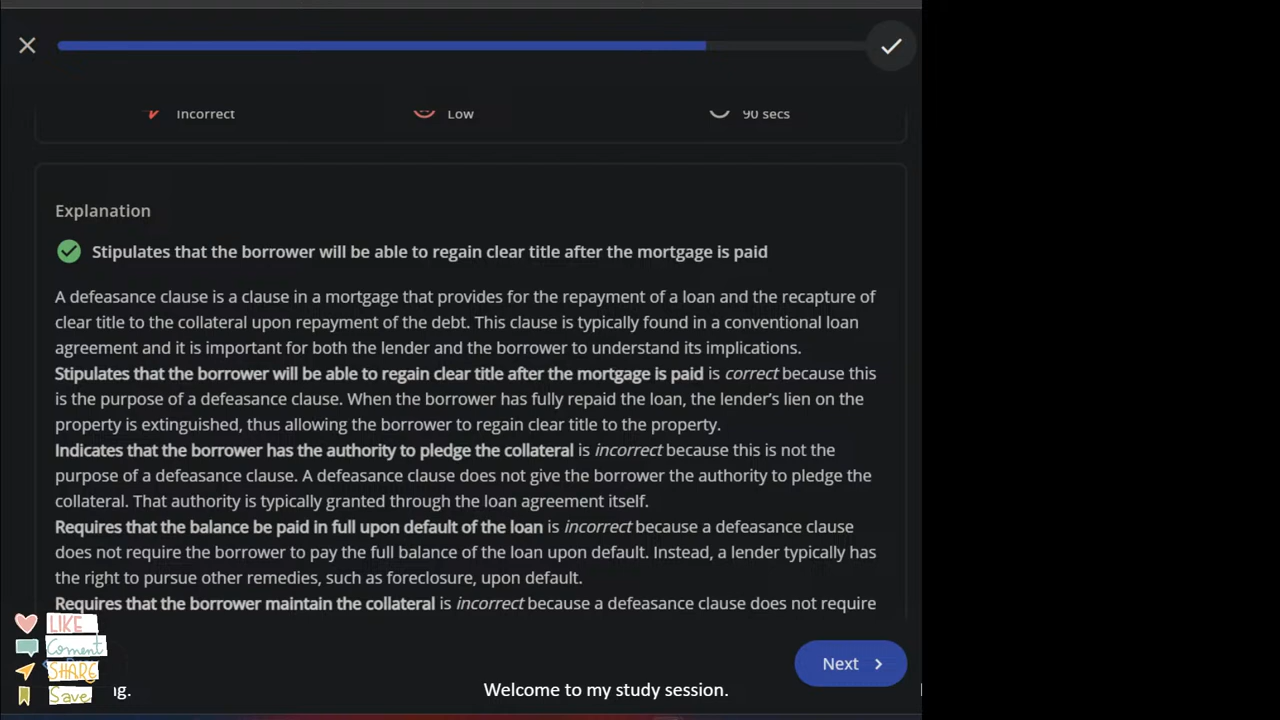 Incorrect
Low
90 secs
Explanation
Stipulates that the borrower will be able to regain clear title after the mortgage is paid
A defeasance clause is a clause in a mortgage that provides for the repayment of a loan and the recapture of
clear title to the collateral upon repayment of the debt. This clause is typically found in a conventional loan
agreement and it is important for both the lender and the borrower to understand its implications.
Stipulates that the borrower will be able to regain clear title after the mortgage is paid is correct because this
is the purpose of a defeasance clause. When the borrower has fully repaid the loan, the lender's lien on the
property is extinguished, thus allowing the borrower to regain clear title to the property.
Indicates that the borrower has the authority to pledge the collateral is incorrect because this is not the
purpose of a defeasance clause. A defeasance clause does not give the borrower the authority to pledge the
collateral. That authority is typically granted through the loan agreement itself.
Requires that the balance be paid in full upon default of the loan is incorrect because a defeasance clause
does not require the borrower to pay the full balance of the loan upon default. Instead, a lender typically has
the right to pursue other remedies, such as foreclosure, upon default.
Requires that the borrower maintain the collateral is incorrect because a defeasance clause does not require
LIKE
Coment
SHARE
Save
Next
Welcome to my study session.